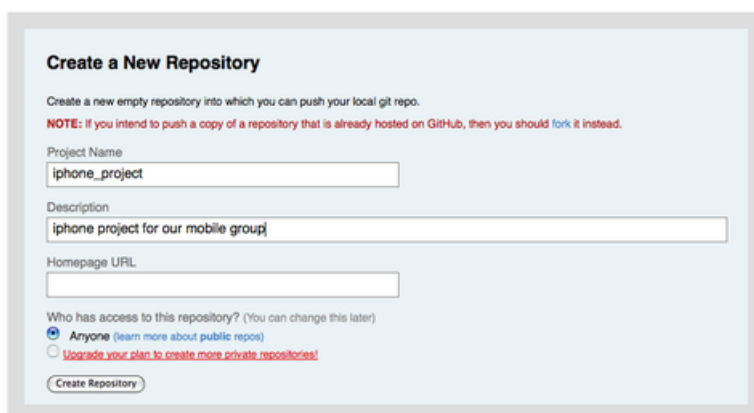 Create a New Repository
Create a new empty repository into which you can push your local git repo.
NOTE: If you intend to push a copy of a repository that is already hosted on GitHub, then you should fork it instead.
Project Name
iphone_project
Description
iphone project for our mobile group
Homepage URL
Who has access to this repository? (You can change this later)
Anyone (learn more about public repos)
Upgrade your plan to create more private repositories!
Create Repository